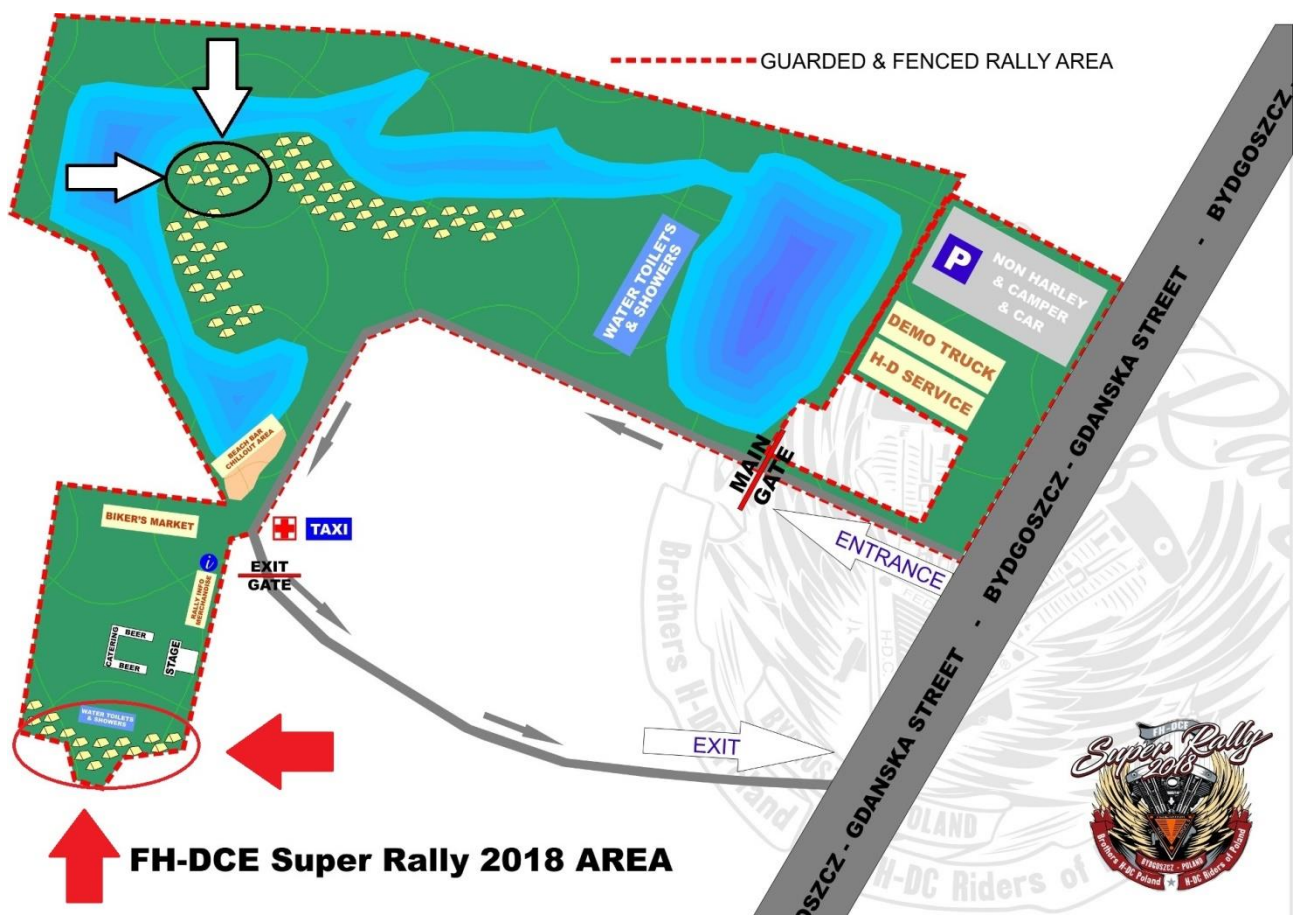 GUARDED & FENCED RALLY AREA
BYDGOSZCZ - GDANSKA STREET - BYDGOSZCZ - GDANSKA STREET - BYDGOSZCZ -
P
NON HARLEY
& CAMPER
& CAR
DEMO TRUCK
H-D SERVICE
WATER TOILETS
& SHOWERS
MAIN
GATE
ENTRANCE
BEACH BAR
CHILLOUT AREA
BIKER'S MARKET
TAXI
i
EXIT
GATE
RALLY INFO
MERCHANDISE
CATERING
BEER
BEER
STAGE
WATER TOILETS
& SHOWERS
EXIT
FH-DCE Super Rally 2018 AREA
FH-DCE
Super Rally
2018
BYDGOSZCZ - POLAND
Brothers H-DC Poland
H-DC Riders of Poland